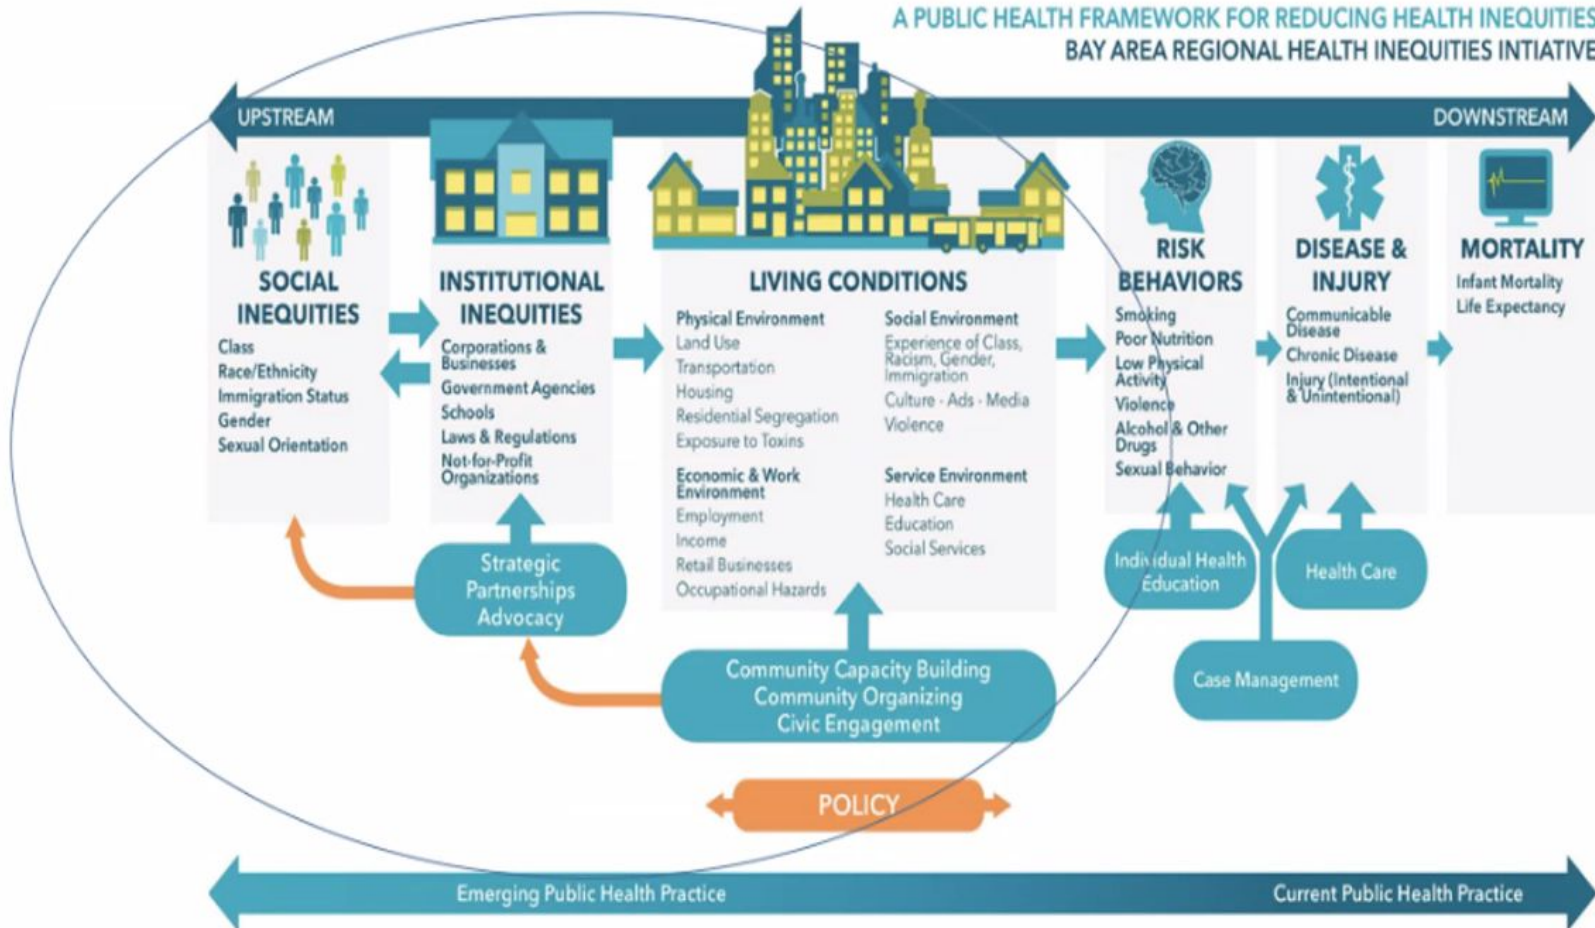 A PUBLIC HEALTH FRAMEWORK FOR REDUCING HEALTH INEQUITIES
BAY AREA REGIONAL HEALTH INEQUITIES INTIATIVE
UPSTREAM
DOWNSTREAM
SOCIAL
INEQUITIES
Class
Race/Ethnicity
Immigration Status
Gender
Sexual Orientation
INSTITUTIONAL
INEQUITIES
Corporations &
Businesses
Government Agencies
Schools
Laws & Regulations
Not-for-Profit
Organizations
LIVING CONDITIONS
Physical Environment
Land Use
Transportation
Housing
Residential Segregation
Exposure to Toxins
Economic & Work
Environment
Employment
Income
Retail Businesses
Occupational Hazards
Social Environment
Experience of Class,
Racism, Gender,
Immigration
Culture - Ads - Media
Violence
Service Environment
Health Care
Education
Social Services
RISK
BEHAVIORS
Smoking
Poor Nutrition
Low Physical
Activity
Violence
Alcohol & Other
Drugs
Sexual Behavior
DISEASE &
INJURY
Communicable
Disease
Chronic Disease
Injury (Intentional
& Unintentional)
MORTALITY
Infant Mortality
Life Expectancy
Strategic
Partnerships
Advocacy
Community Capacity Building
Community Organizing
Civic Engagement
Individual Health
Education
Health Care
Case Management
POLICY
Emerging Public Health Practice
Current Public Health Practice